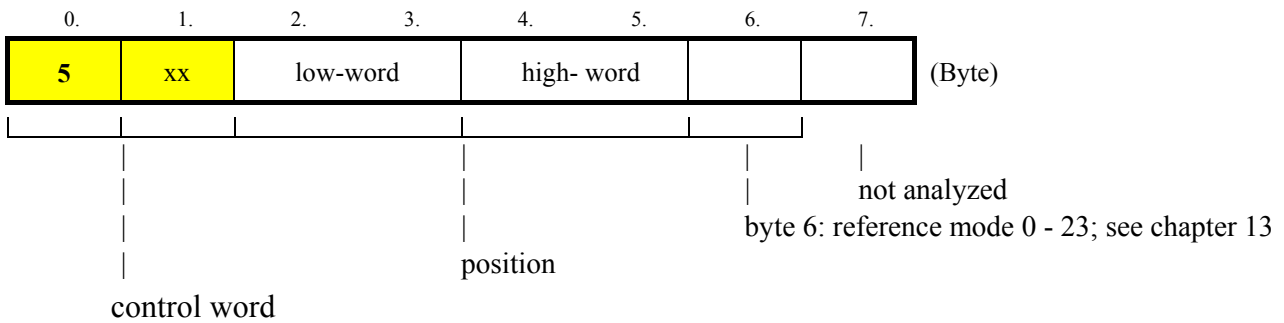 0. 1. 2. 3. 4. 5. 6. 7.
5 xx low-word high- word (Byte)
not analyzed
byte 6: reference mode 0 - 23; see chapter 13
position
control word